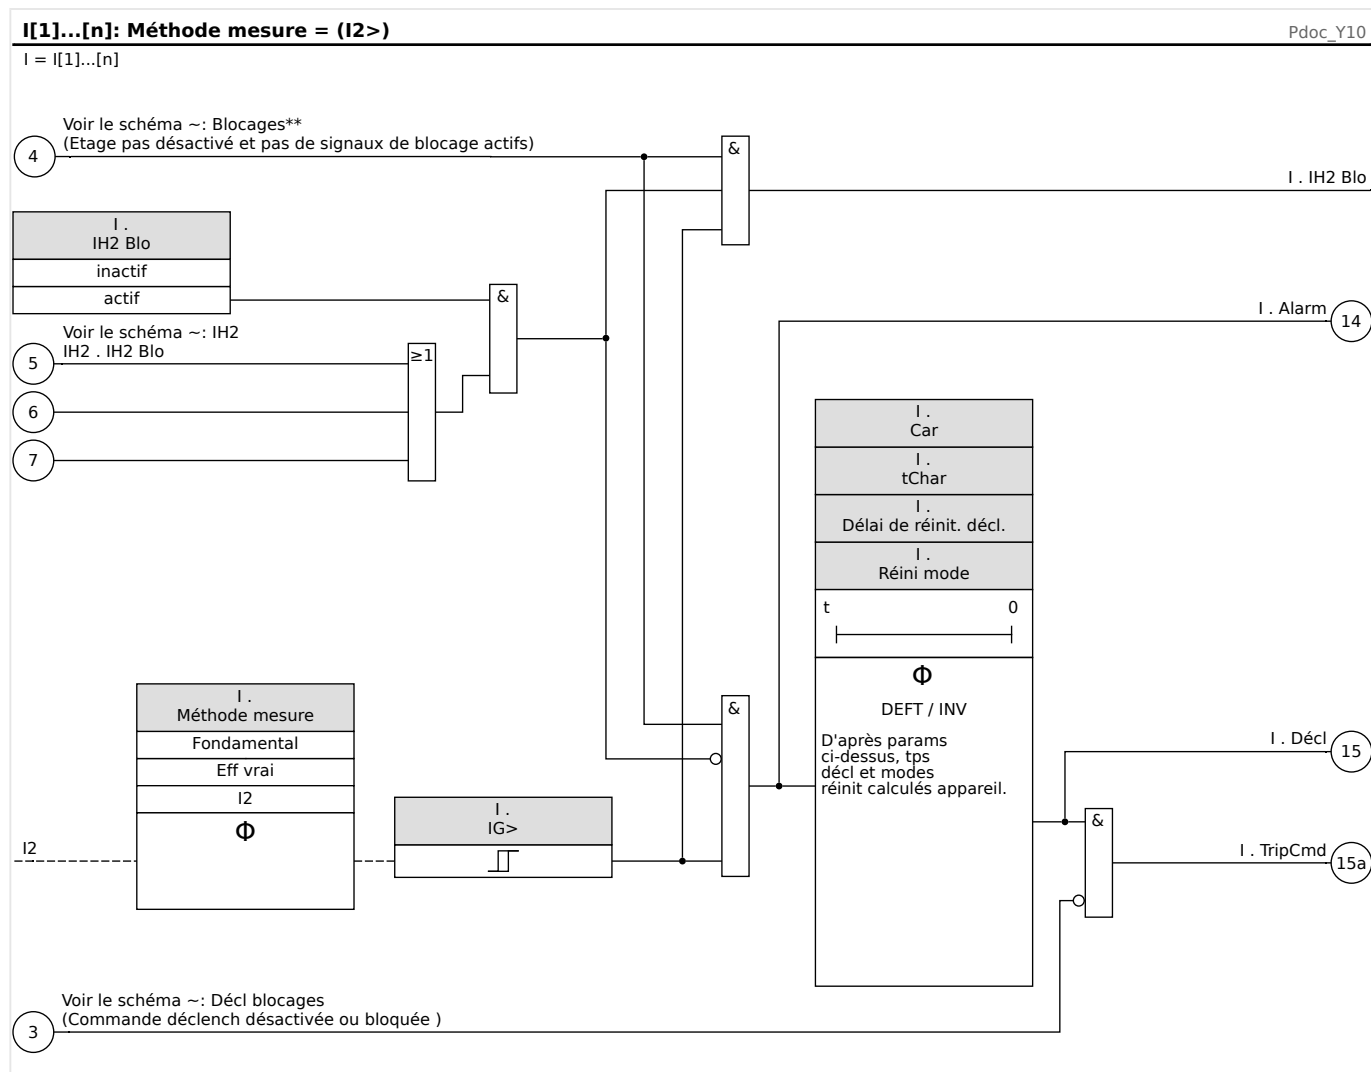 I[1]...[n]: Méthode mesure = (I2>)
Pdoc_Y10
I = I[1]...[n]
Voir le schéma ~: Blocages**
(Etage pas désactivé et pas de signaux de blocage actifs)
4
&
I . IH2 Blo
I .
IH2 Blo
inactif
actif
&
I . Alarm
14
Voir le schéma ~: IH2
IH2 . IH2 Blo
5
≥1
6
7
I .
Car
I .
tChar
I .
Délai de réinit. décl.
I .
Réini mode
t
0
Φ
DEFT / INV
D'après params
ci-dessus, tps
décl et modes
réinit calculés appareil.
I .
Méthode mesure
Fondamental
Eff vrai
I2
Φ
I2
I .
IG>
&
I . Décl
15
&
I . TripCmd
15a
Voir le schéma ~: Décl blocages
(Commande déclench désactivée ou bloquée )
3